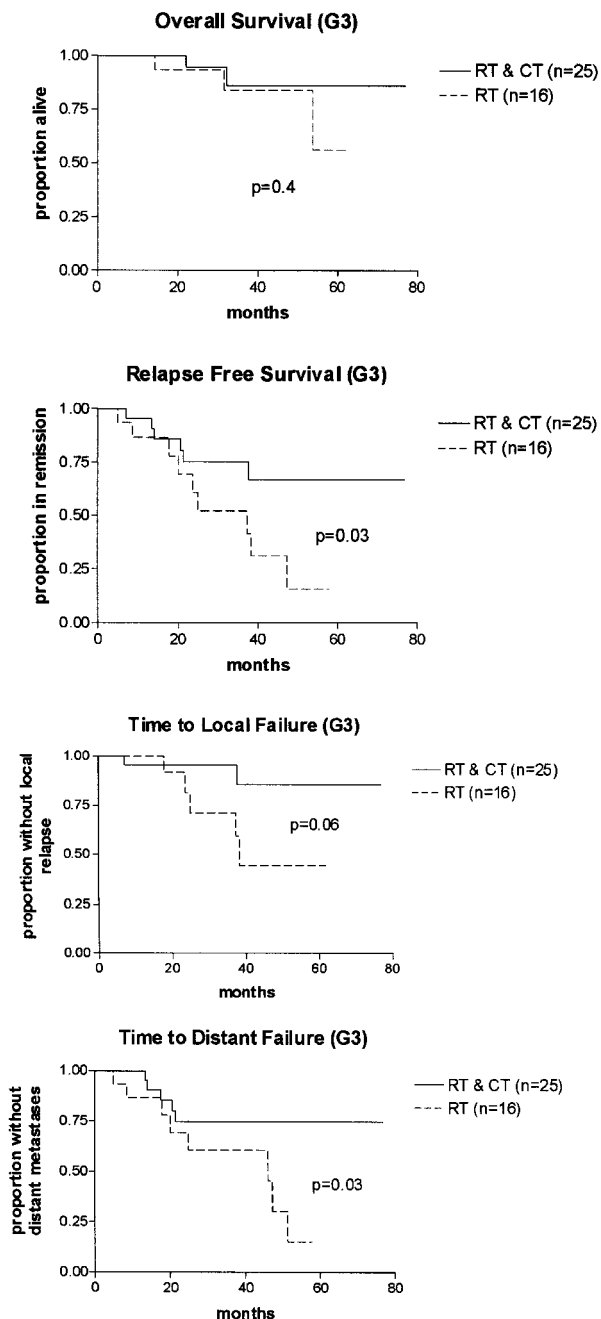 Overall Survival (G3)
1.00
0.75
0.50
0.25
0.00
proportion alive
0 20 40 60 80
months
RT & CT (n=25)
RT (n=16)
p=0.4
Relapse Free Survival (G3)
1.00
0.75
0.50
0.25
0.00
proportion in remission
0 20 40 60 80
months
RT & CT (n=25)
RT (n=16)
p=0.03
Time to Local Failure (G3)
1.00
0.75
0.50
0.25
0.00
proportion without local
relapse
0 20 40 60 80
months
RT & CT (n=25)
RT (n=16)
p=0.06
Time to Distant Failure (G3)
1.00
0.75
0.50
0.25
0.00
proportion without
distant metastases
0 20 40 60 80
months
RT & CT (n=25)
RT (n=16)
p=0.03